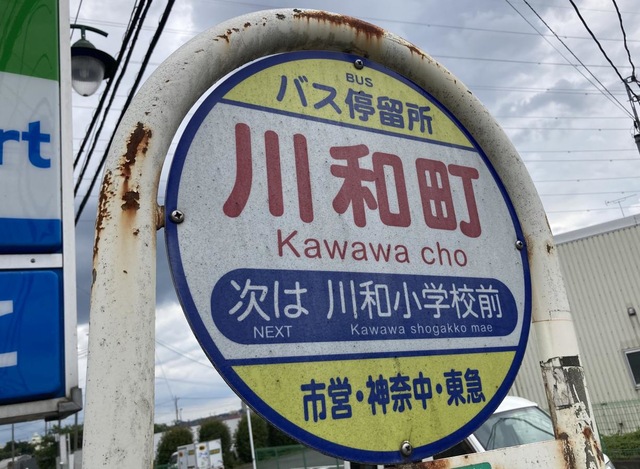 BUS
バス停留所
川和町
Kawawa cho
次は 川和小学校前
NEXT Kawawa shogakko mae
市営・神奈中・東急